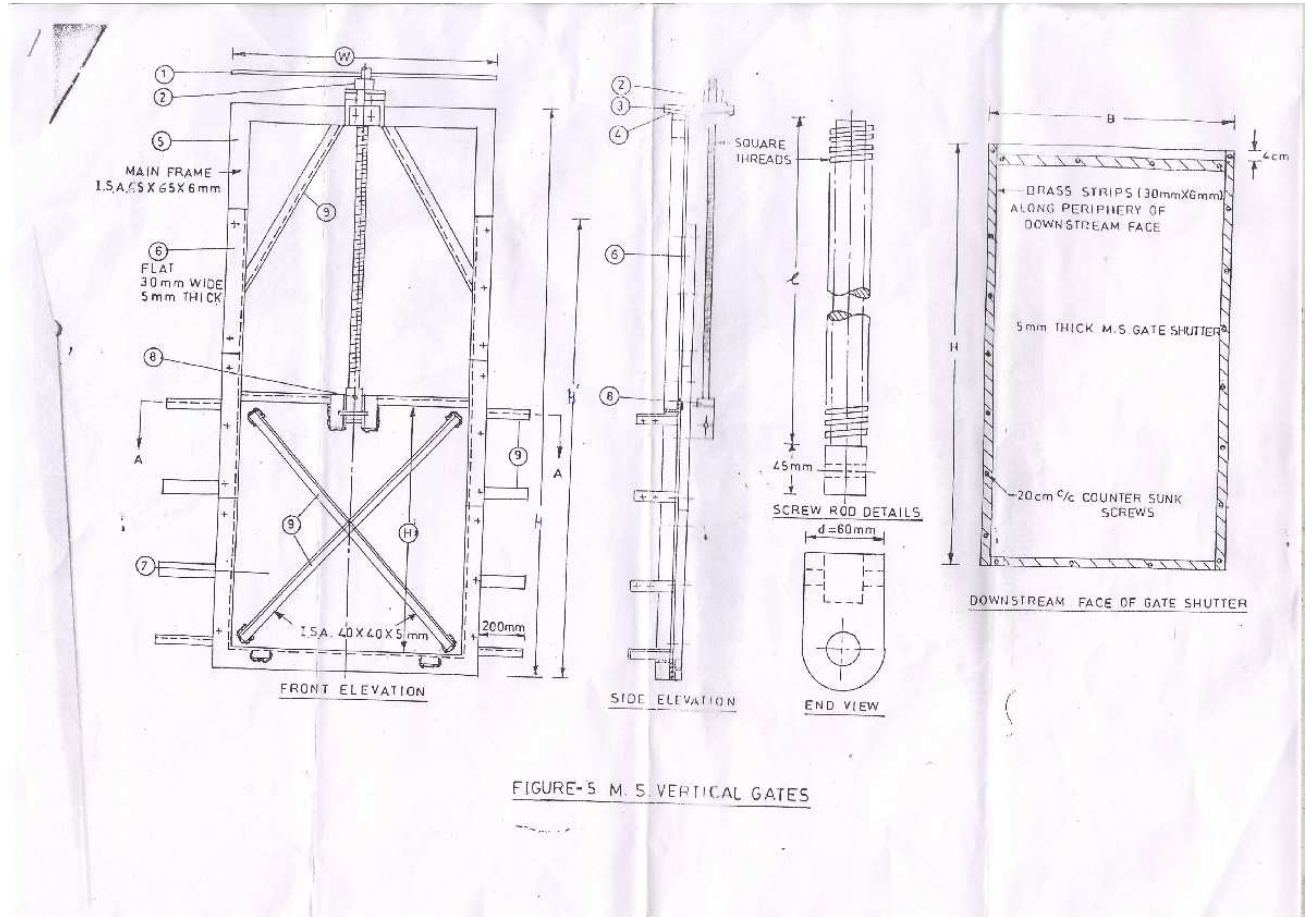 W
1
2
5
MAIN FRAME
I.S.A.65X65X6mm
9
6
FLAT
30mm WIDE
5mm THICK
8
A
A
9
9
H
7
I.S.A. 40X40X5 mm
200mm
H
H'
FRONT ELEVATION
2
3
4
6
8
SIDE ELEVATION
SQUARE
THREADS
l
45mm
SCREW ROD DETAILS
d=60mm
END VIEW
B
4cm
BRASS STRIPS (30mmX6mm)
ALONG PERIPHERY OF
DOWNSTREAM FACE
H
5mm THICK M.S.GATE SHUTTER
20cm c/c COUNTER SUNK
SCREWS
DOWNSTREAM FACE OF GATE SHUTTER
FIGURE-5 M.S.VERTICAL GATES